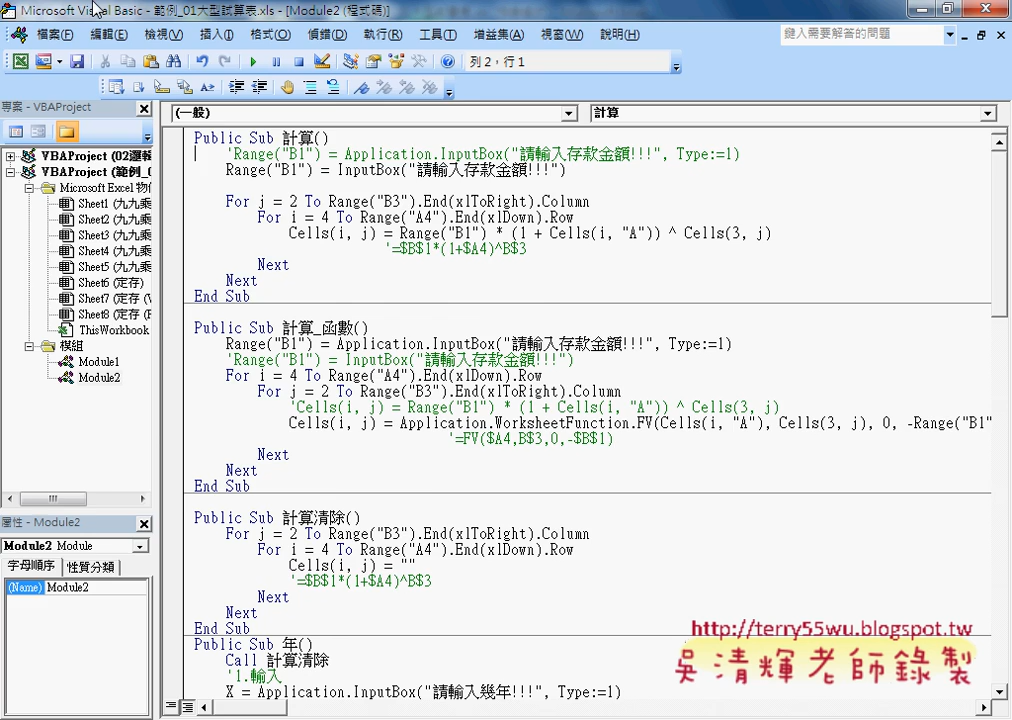 Microsoft Visual Basic - 範例_01大型試算表.xls - [Module2 (程式碼)]
檔案(F) 編輯(E) 檢視(V) 插入(I) 格式(O) 偵錯(D) 執行(R) 工具(T) 增益集(A) 視窗(W) 說明(H) 鍵入需要解答的問題
列 2，行 1
專案 - VBAProject
(一般) 計算
VBAProject (02邏輯
VBAProject (範例_0
Microsoft Excel 物件
Sheet1 (九九乘
Sheet2 (九九乘
Sheet3 (九九乘
Sheet4 (九九乘
Sheet5 (九九乘
Sheet6 (定存)
Sheet7 (定存 (V
Sheet8 (定存 (F
ThisWorkbook
模組
Module1
Module2
屬性 - Module2
Module2 Module
字母順序 性質分類
(Name) Module2
Public Sub 計算()
'Range("B1") = Application.InputBox("請輸入存款金額!!!", Type:=1)
Range("B1") = InputBox("請輸入存款金額!!!")
For j = 2 To Range("B3").End(xlToRight).Column
For i = 4 To Range("A4").End(xlDown).Row
Cells(i, j) = Range("B1") * (1 + Cells(i, "A")) ^ Cells(3, j)
'=$B$1*(1+$A4)^B$3
Next
Next
End Sub
Public Sub 計算_函數()
Range("B1") = Application.InputBox("請輸入存款金額!!!", Type:=1)
'Range("B1") = InputBox("請輸入存款金額!!!")
For i = 4 To Range("A4").End(xlDown).Row
For j = 2 To Range("B3").End(xlToRight).Column
'Cells(i, j) = Range("B1") * (1 + Cells(i, "A")) ^ Cells(3, j)
Cells(i, j) = Application.WorksheetFunction.FV(Cells(i, "A"), Cells(3, j), 0, -Range("B1"
'=FV($A4,B$3,0,-$B$1)
Next
Next
End Sub
Public Sub 計算清除()
For j = 2 To Range("B3").End(xlToRight).Column
For i = 4 To Range("A4").End(xlDown).Row
Cells(i, j) = ""
'=$B$1*(1+$A4)^B$3
Next
Next
End Sub
Public Sub 年()
Call 計算清除
'1.輸入
X = Application.InputBox("請輸入幾年!!!", Type:=1)
http://terry55wu.blogspot.tw
吳清輝老師錄製